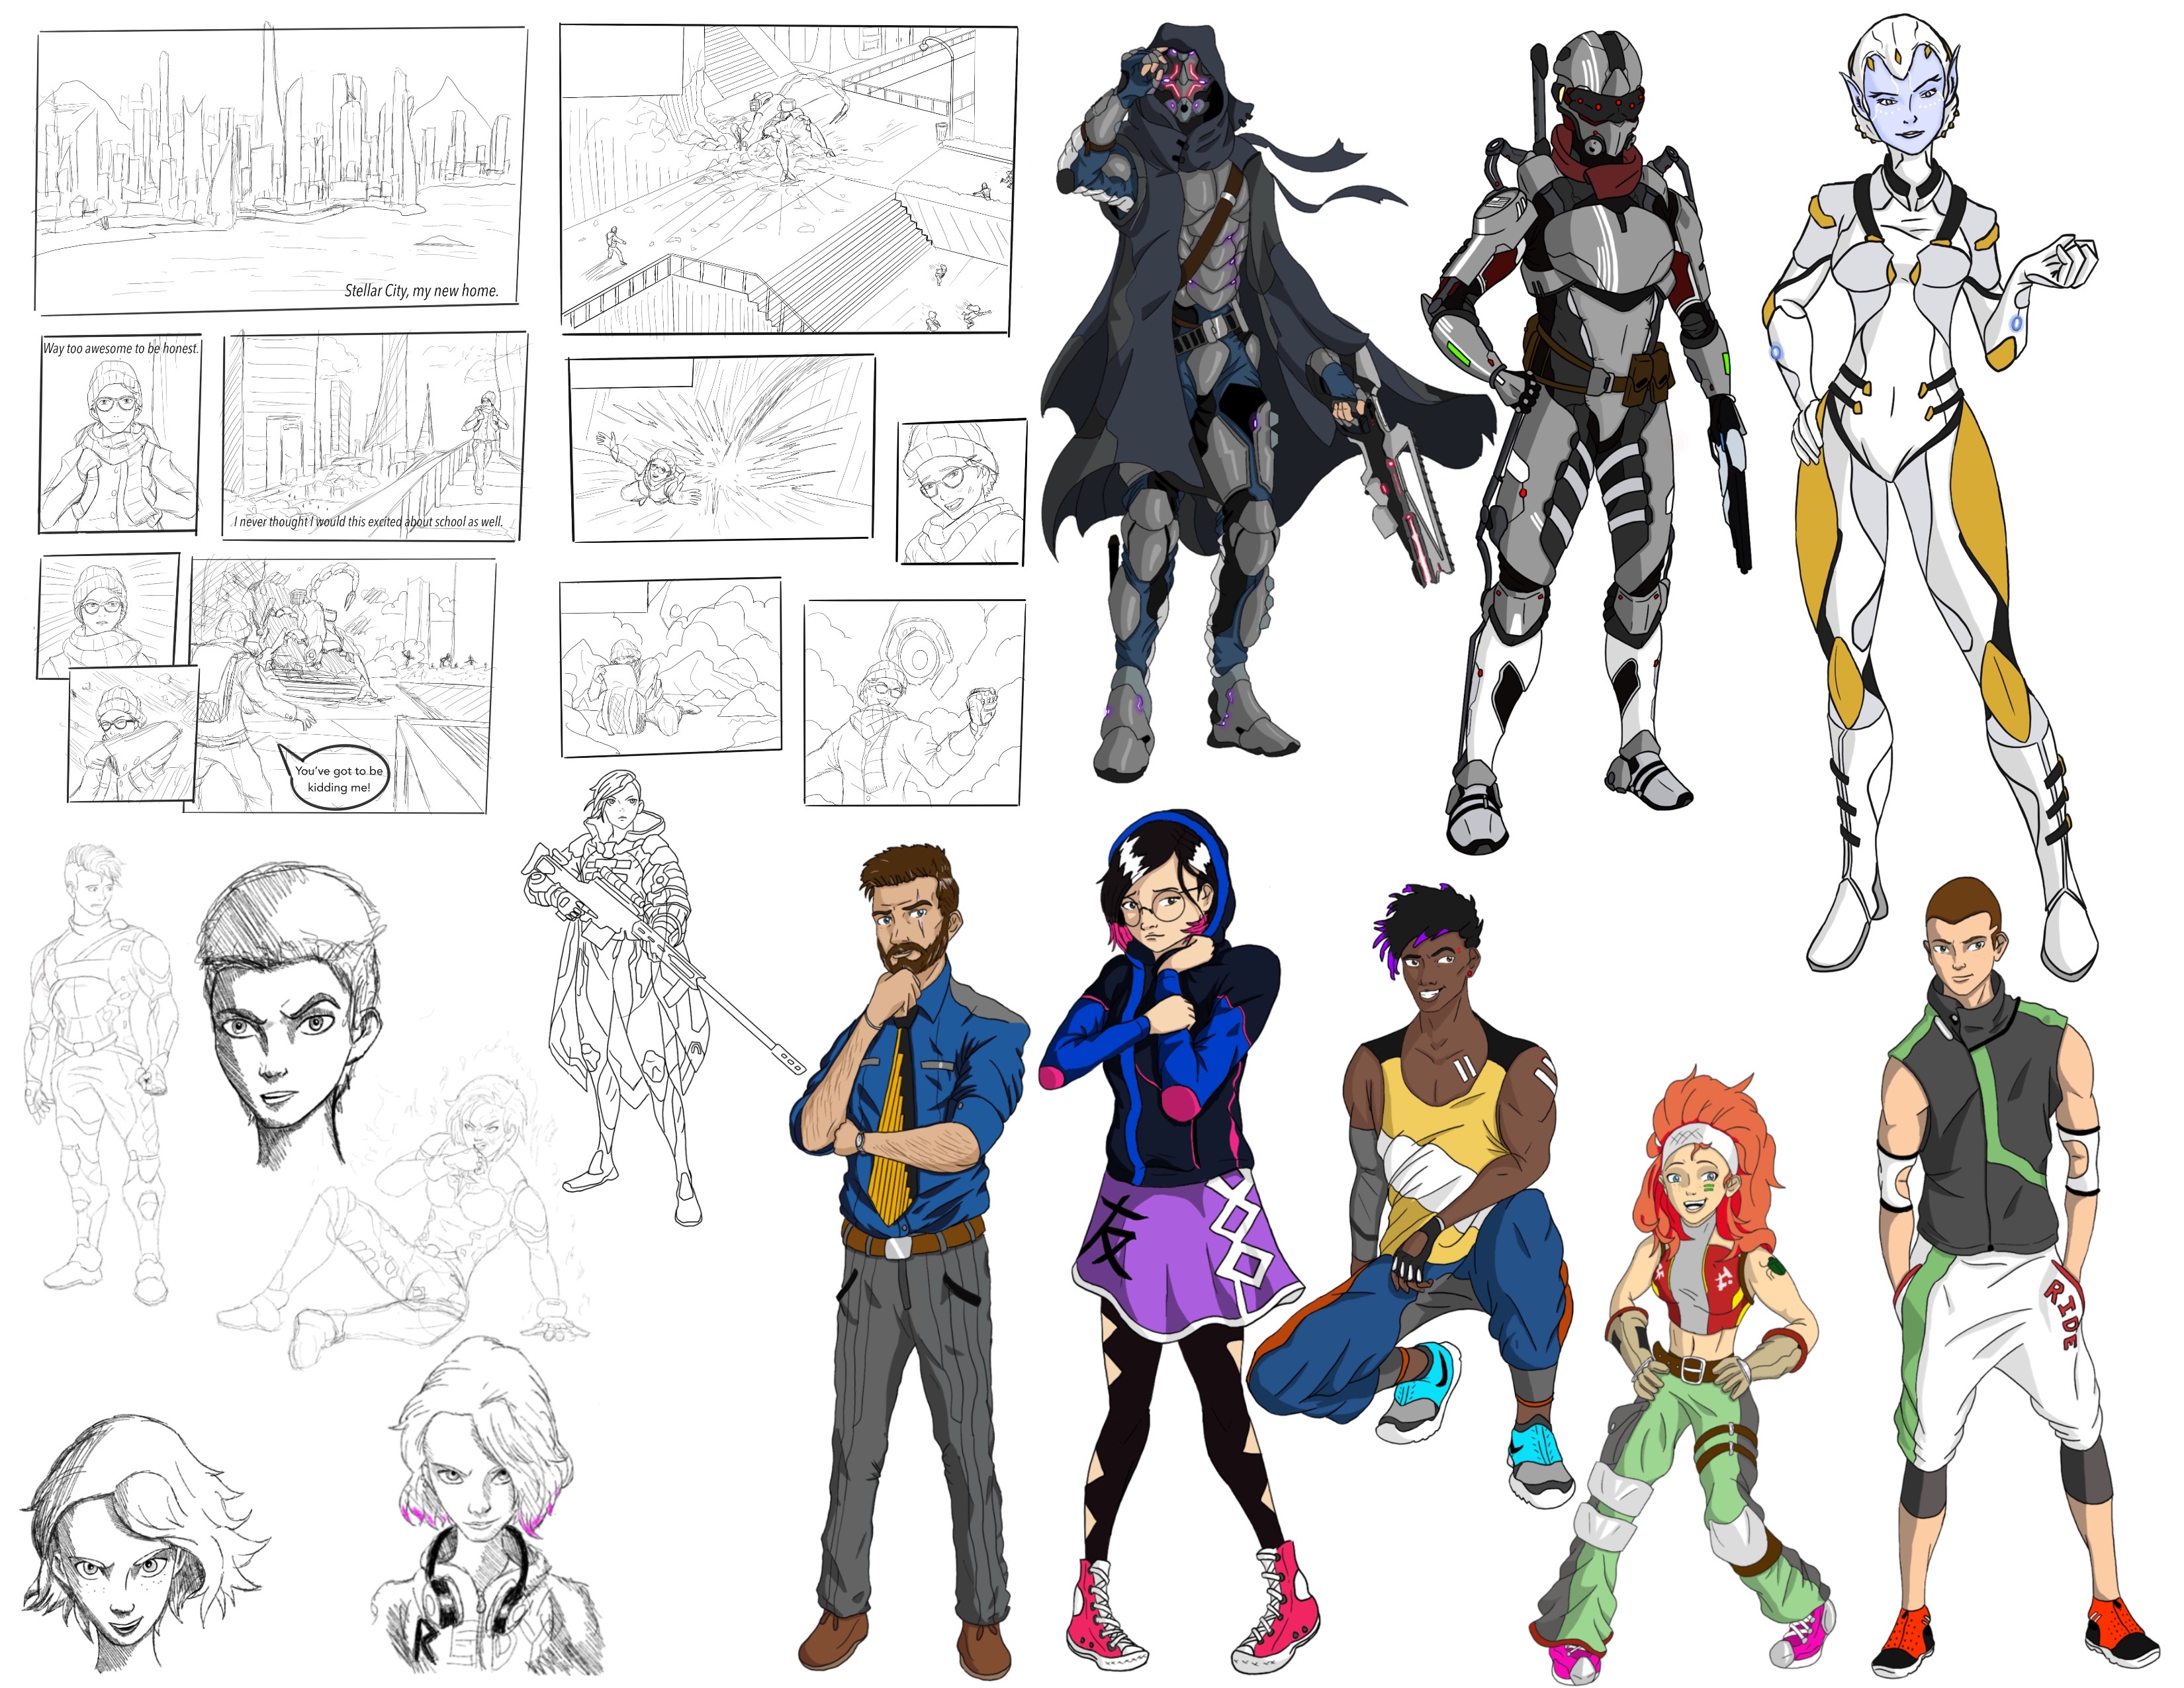 Stellar City, my new home.
Way too awesome to be honest.
I never thought I would this excited about school as well.
You've got to be
kidding me!
友
RIDE
R